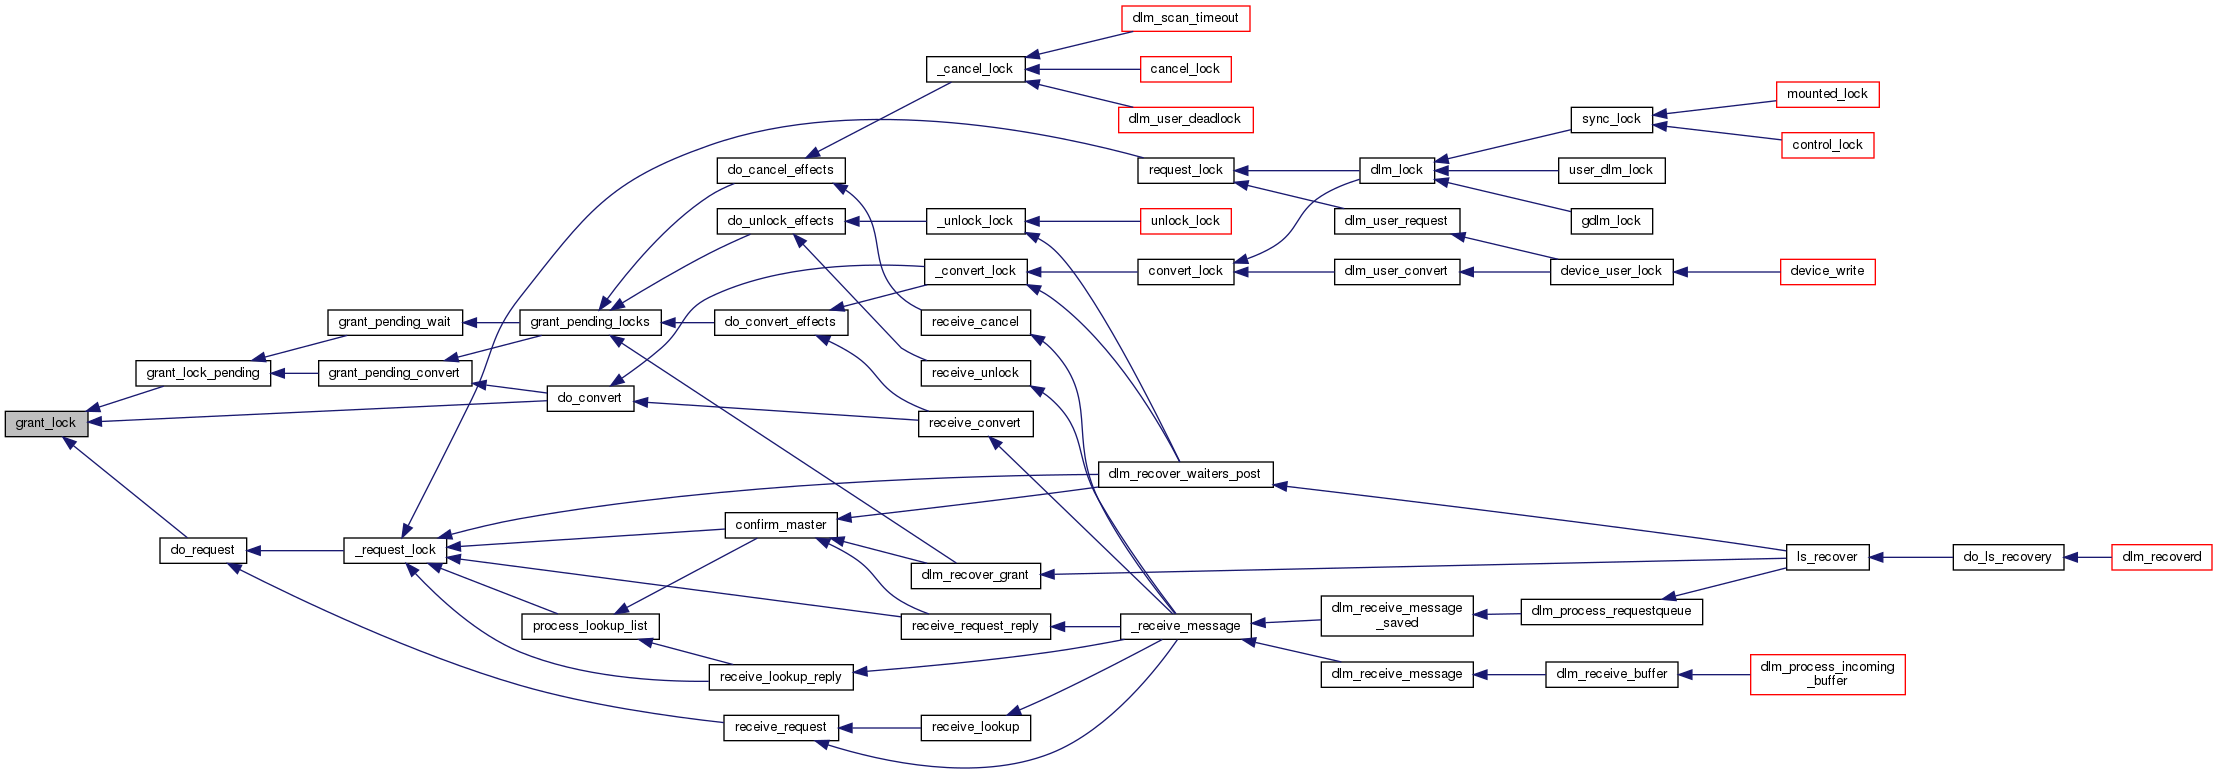 dlm_scan_timeout
_cancel_lock
cancel_lock
mounted_lock
dlm_user_deadlock
sync_lock
control_lock
do_cancel_effects
request_lock
dlm_lock
user_dlm_lock
do_unlock_effects
_unlock_lock
unlock_lock
dlm_user_request
gdlm_lock
_convert_lock
convert_lock
dlm_user_convert
device_user_lock
device_write
grant_pending_wait
grant_pending_locks
do_convert_effects
receive_cancel
grant_lock_pending
grant_pending_convert
receive_unlock
do_convert
grant_lock
receive_convert
dlm_recover_waiters_post
confirm_master
do_request
_request_lock
ls_recover
do_ls_recovery
dlm_recoverd
dlm_recover_grant
process_lookup_list
receive_request_reply
_receive_message
dlm_receive_message
_saved
dlm_process_requestqueue
receive_lookup_reply
dlm_receive_message
dlm_receive_buffer
dlm_process_incoming
_buffer
receive_request
receive_lookup